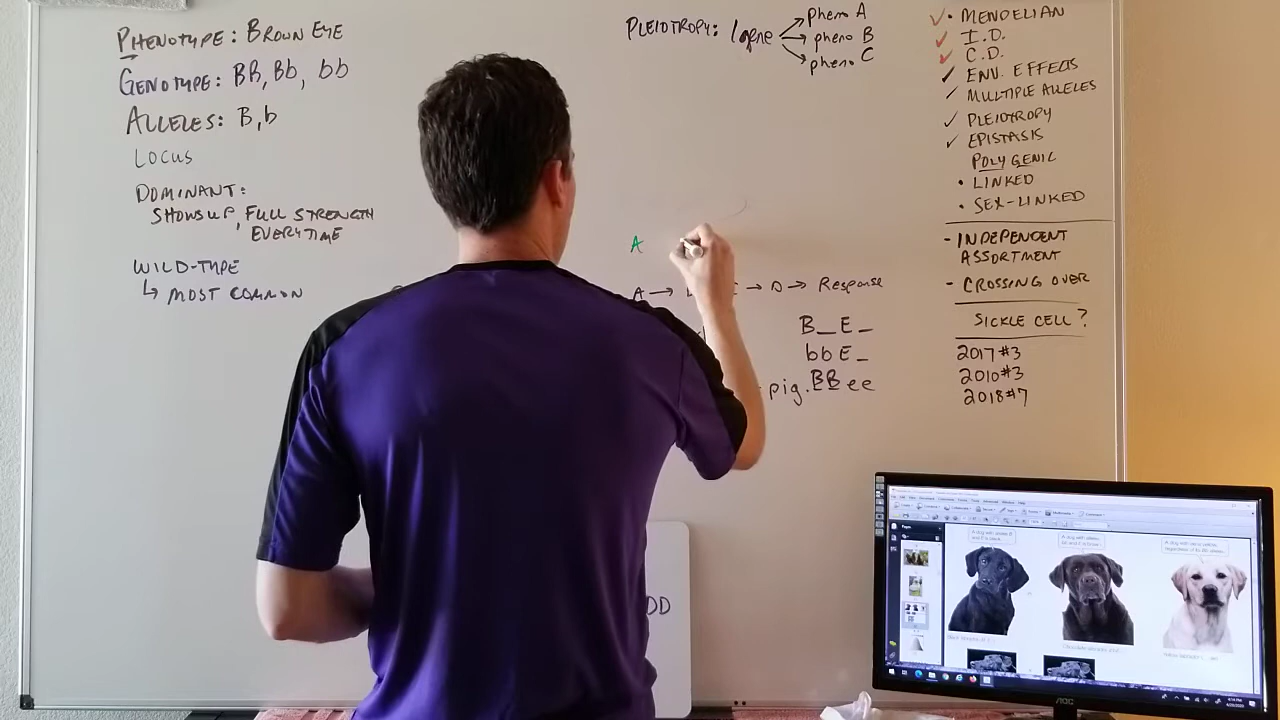 PHENOTYPE: BROWN EYE
GENOTYPE: BB, Bb, bb
ALLELES: B, b
LOCUS
DOMINANT:
SHOWS UP, FULL STRENGTH
EVERYTIME
WILD-TYPE
↳ MOST COMMON
PLEIOTROPY: 1 gene
Pheno A
pheno B
pheno C
A
A → → D → Response
B_E_
bbE_
pig. BBee
DD
✓• MENDELIAN
✓ I.D.
✓ C.D.
✓ ENV. EFFECTS
✓ MULTIPLE ALLELES
✓ PLEIOTROPY
✓ EPISTASIS
POLYGENIC
• LINKED
• SEX-LINKED
- INDEPENDENT
ASSORTMENT
- CROSSING OVER
SICKLE CELL?
2017 #3
2010 #3
2018 #7
AOC